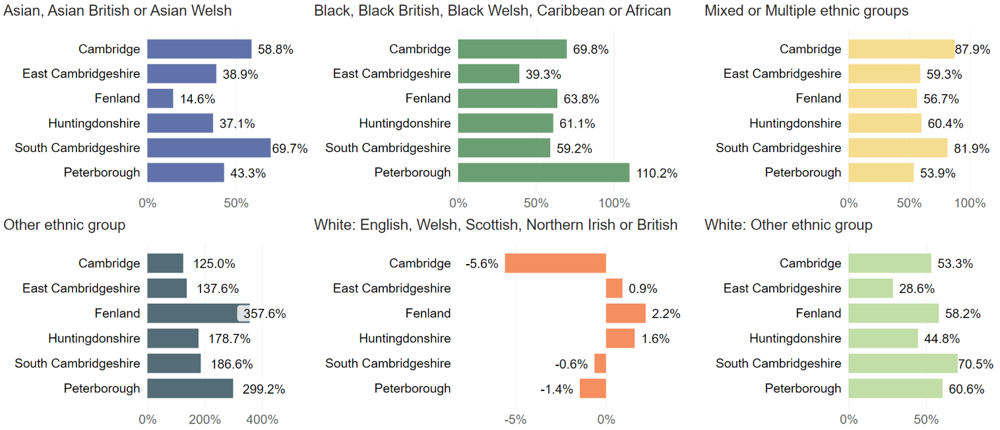 Asian, Asian British or Asian Welsh
Cambridge 58.8%
East Cambridgeshire 38.9%
Fenland 14.6%
Huntingdonshire 37.1%
South Cambridgeshire 69.7%
Peterborough 43.3%
0% 50%
Black, Black British, Black Welsh, Caribbean or African
Cambridge 69.8%
East Cambridgeshire 39.3%
Fenland 63.8%
Huntingdonshire 61.1%
South Cambridgeshire 59.2%
Peterborough 110.2%
0% 50% 100%
Mixed or Multiple ethnic groups
Cambridge 87.9%
East Cambridgeshire 59.3%
Fenland 56.7%
Huntingdonshire 60.4%
South Cambridgeshire 81.9%
Peterborough 53.9%
0% 50% 100%
Other ethnic group
Cambridge 125.0%
East Cambridgeshire 137.6%
Fenland 357.6%
Huntingdonshire 178.7%
South Cambridgeshire 186.6%
Peterborough 299.2%
0% 200% 400%
White: English, Welsh, Scottish, Northern Irish or British
Cambridge -5.6%
East Cambridgeshire 0.9%
Fenland 2.2%
Huntingdonshire 1.6%
South Cambridgeshire -0.6%
Peterborough -1.4%
-5% 0%
White: Other ethnic group
Cambridge 53.3%
East Cambridgeshire 28.6%
Fenland 58.2%
Huntingdonshire 44.8%
South Cambridgeshire 70.5%
Peterborough 60.6%
0% 50%